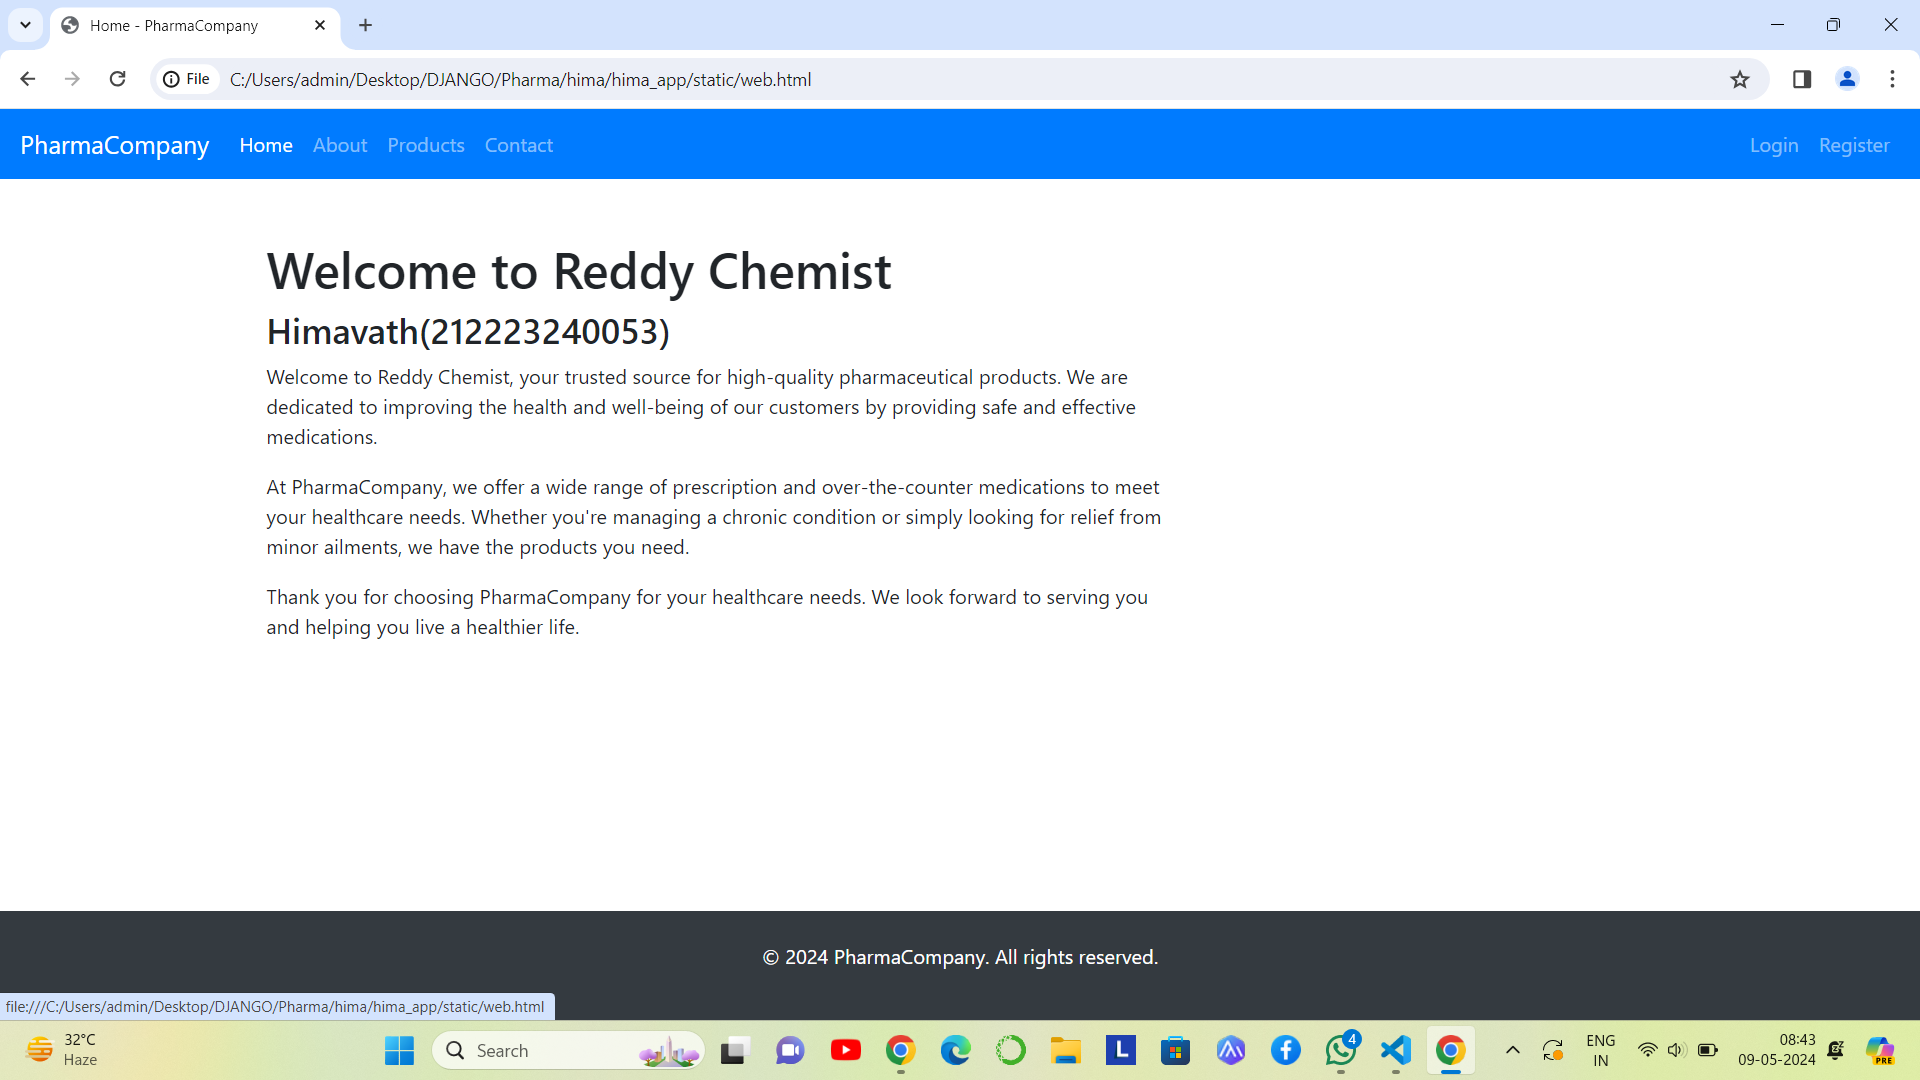 Home - PharmaCompany
File C:/Users/admin/Desktop/DJANGO/Pharma/hima/hima_app/static/web.html
PharmaCompany Home About Products Contact Login Register
Welcome to Reddy Chemist
Himavath(212223240053)
Welcome to Reddy Chemist, your trusted source for high-quality pharmaceutical products. We are
dedicated to improving the health and well-being of our customers by providing safe and effective
medications.
At PharmaCompany, we offer a wide range of prescription and over-the-counter medications to meet
your healthcare needs. Whether you're managing a chronic condition or simply looking for relief from
minor ailments, we have the products you need.
Thank you for choosing PharmaCompany for your healthcare needs. We look forward to serving you
and helping you live a healthier life.
© 2024 PharmaCompany. All rights reserved.
file:///C:/Users/admin/Desktop/DJANGO/Pharma/hima/hima_app/static/web.html
32°C
Haze
Search
L
4
ENG
IN
08:43
09-05-2024
PRE